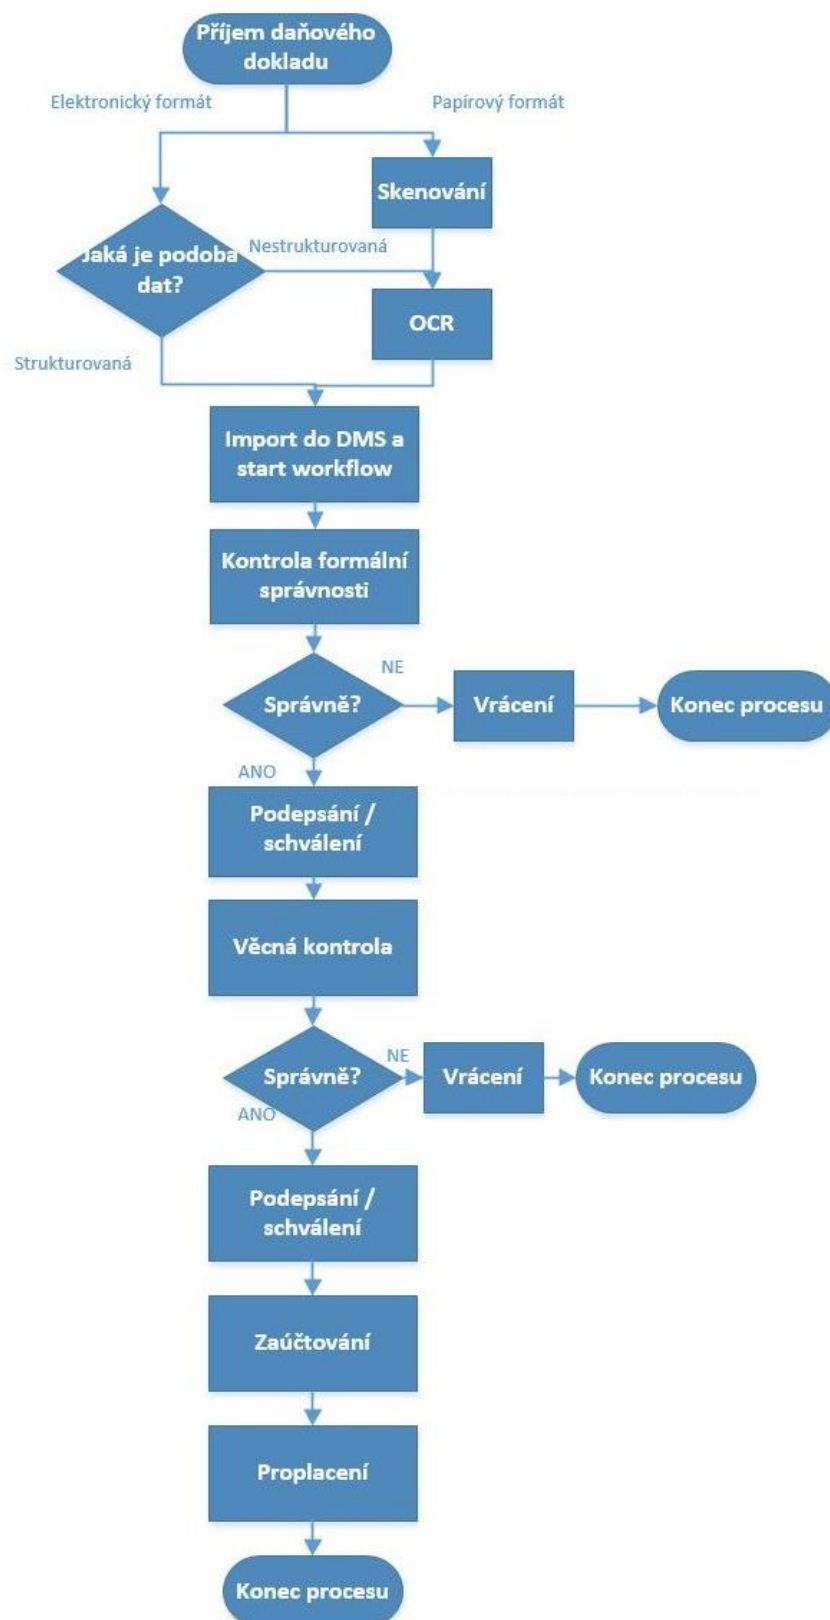 Příjem daňového
dokladu
Elektronický formát
Papírový formát
Skenování
Jaká je podoba
dat?
Nestrukturovaná
OCR
Strukturovaná
Import do DMS a
start workflow
Kontrola formální
správnosti
Správně?
NE
Vrácení
Konec procesu
ANO
Podepsání /
schválení
Věcná kontrola
Správně?
NE
Vrácení
Konec procesu
ANO
Podepsání /
schválení
Zaúčtování
Proplacení
Konec procesu